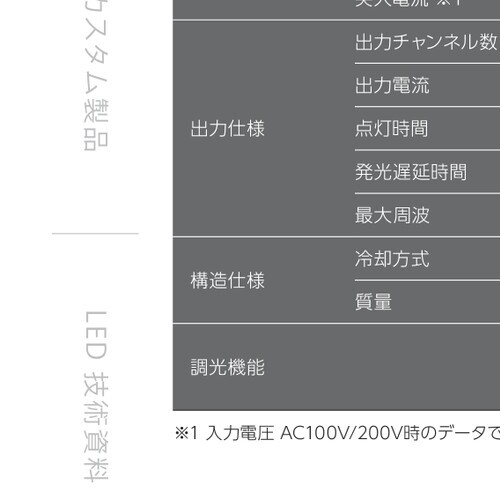 カスタム製品
LED 技術資料
突入電流 ※1
出力仕様
出力チャンネル数
出力電流
点灯時間
発光遅延時間
最大周波
構造仕様
冷却方式
質量
調光機能
※1 入力電圧 AC100V/200V時のデータで